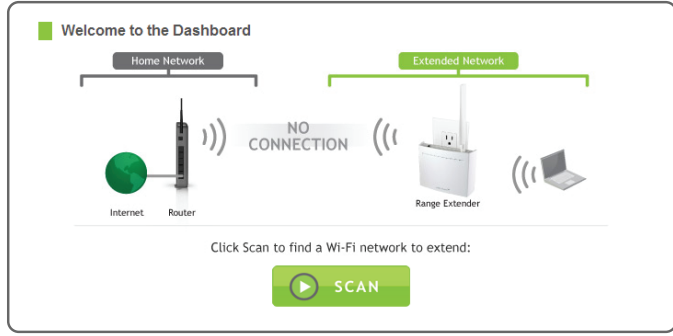 Welcome to the Dashboard
Home Network
Extended Network
NO
CONNECTION
Internet
Router
Range Extender
Click Scan to find a Wi-Fi network to extend:
SCAN